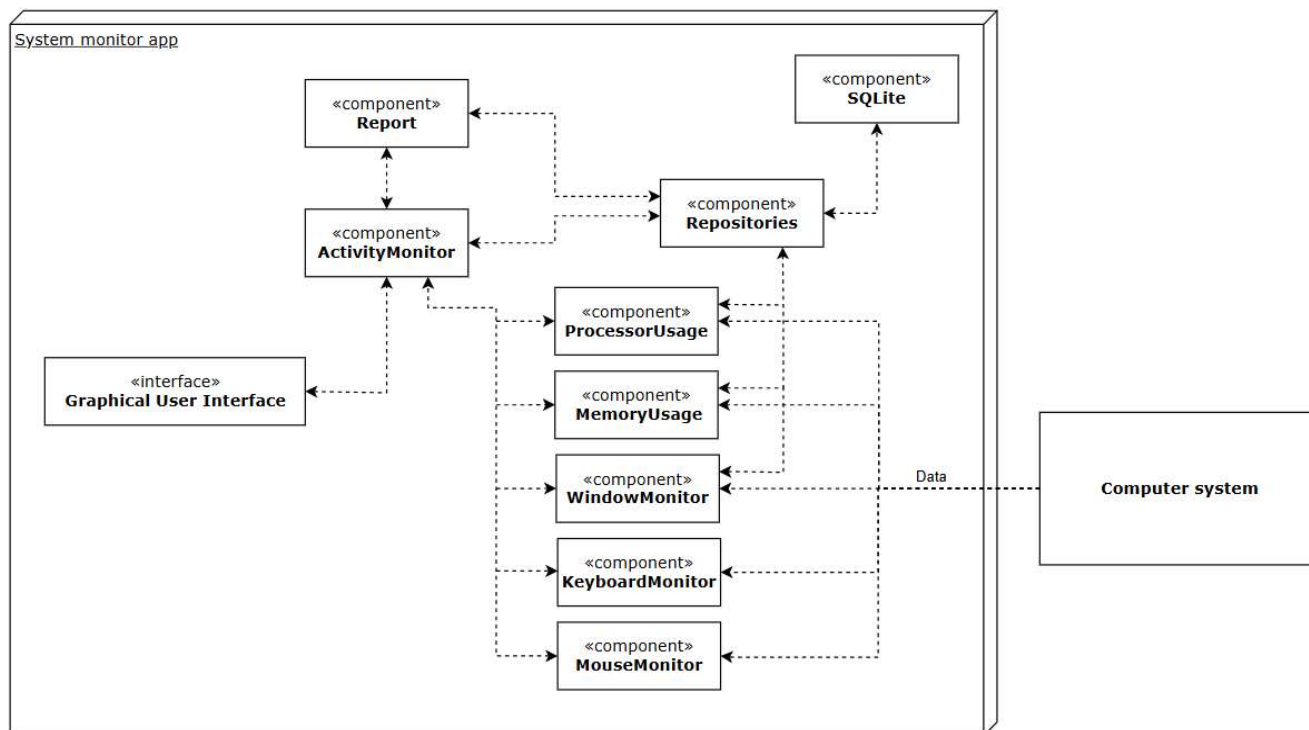 System monitor app
«component»
SQLite
«component»
Report
«component»
Repositories
«component»
ActivityMonitor
«component»
ProcessorUsage
«interface»
Graphical User Interface
«component»
MemoryUsage
«component»
WindowMonitor
Data
Computer system
«component»
KeyboardMonitor
«component»
MouseMonitor